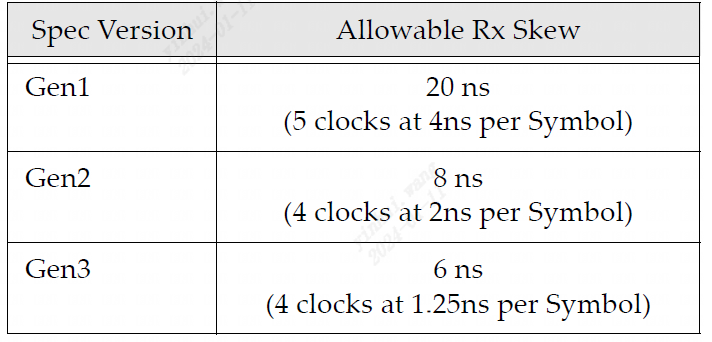 Spec Version Allowable Rx Skew
Gen1 20 ns
(5 clocks at 4ns per Symbol)
Gen2 8 ns
(4 clocks at 2ns per Symbol)
Gen3 6 ns
(4 clocks at 1.25ns per Symbol)